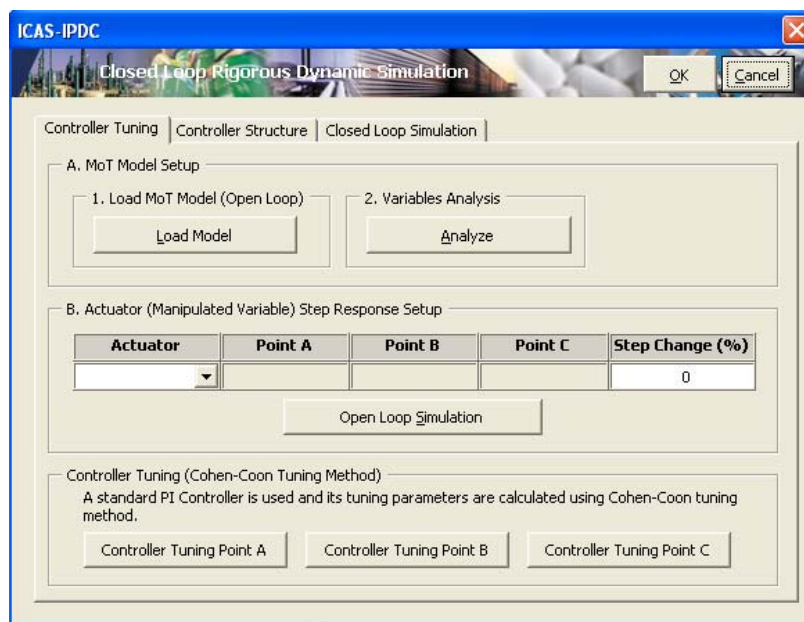 ICAS-IPDC
Closed Loop Rigorous Dynamic Simulation
OK Cancel
Controller Tuning Controller Structure Closed Loop Simulation
A. MoT Model Setup
1. Load MoT Model (Open Loop) 2. Variables Analysis
Load Model Analyze
B. Actuator (Manipulated Variable) Step Response Setup
Actuator Point A Point B Point C Step Change (%)
0
Open Loop Simulation
Controller Tuning (Cohen-Coon Tuning Method)
A standard PI Controller is used and its tuning parameters are calculated using Cohen-Coon tuning
method.
Controller Tuning Point A Controller Tuning Point B Controller Tuning Point C